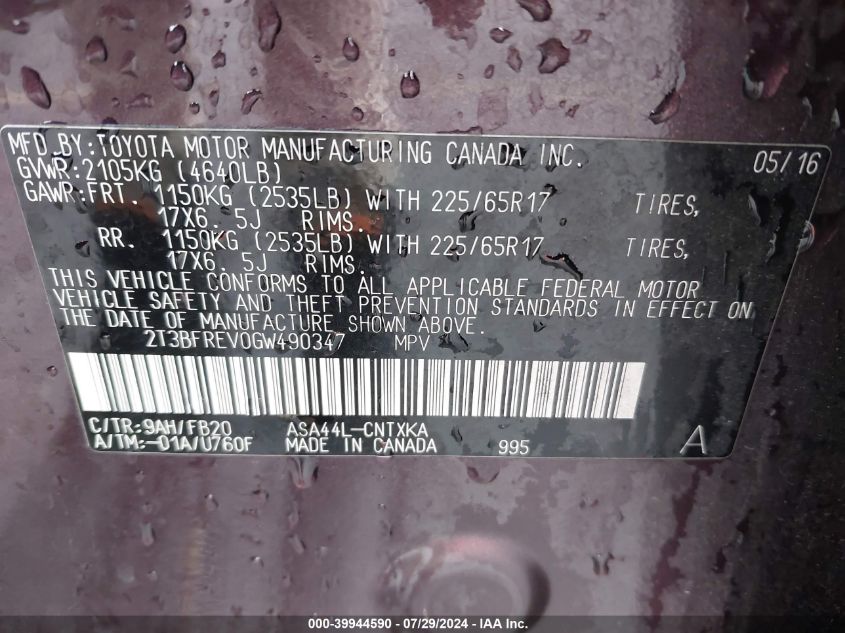 MFD.BY:TOYOTA MOTOR MANUFACTURING CANADA INC. 05/16
GVWR:2105KG (4640LB)
GAWR:FRT. 1150KG (2535LB) WITH 225/65R17 TIRES,
17X6.5J RIMS.
RR. 1150KG (2535LB) WITH 225/65R17 TIRES,
17X6.5J RIMS.
THIS VEHICLE CONFORMS TO ALL APPLICABLE FEDERAL MOTOR
VEHICLE SAFETY AND THEFT PREVENTION STANDARDS IN EFFECT ON
THE DATE OF MANUFACTURE SHOWN ABOVE.
2T3BFREV0GW490347 MPV
C/TR:9AH/FB20 ASA44L-CNTXKA
A/TM:-01A/U760F MADE IN CANADA 995 A
000-39944590 / 07/29/2024 - IAA Inc.